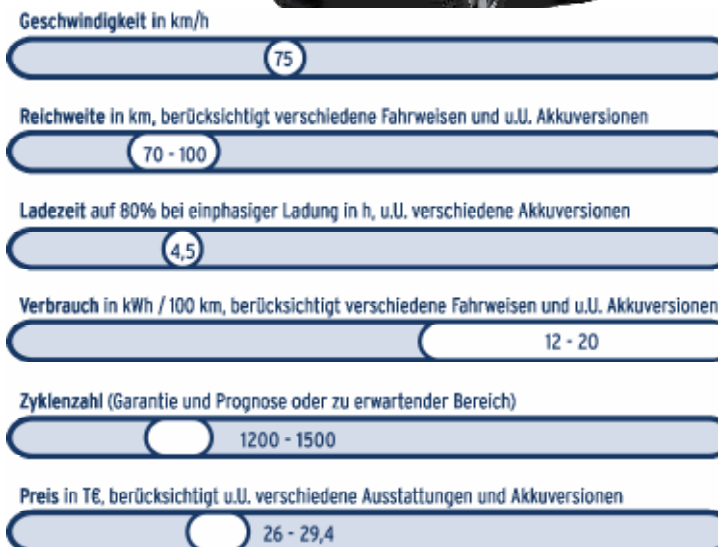 Geschwindigkeit in km/h
75
Reichweite in km, berücksichtigt verschiedene Fahrweisen und u.U. Akkuversionen
70 - 100
Ladezeit auf 80% bei einphasiger Ladung in h, u.U. verschiedene Akkuversionen
4,5
Verbrauch in kWh / 100 km, berücksichtigt verschiedene Fahrweisen und u.U. Akkuversionen
12 - 20
Zyklenzahl (Garantie und Prognose oder zu erwartender Bereich)
1200 - 1500
Preis in T€, berücksichtigt u.U. verschiedene Ausstattungen und Akkuversionen
26 - 29,4